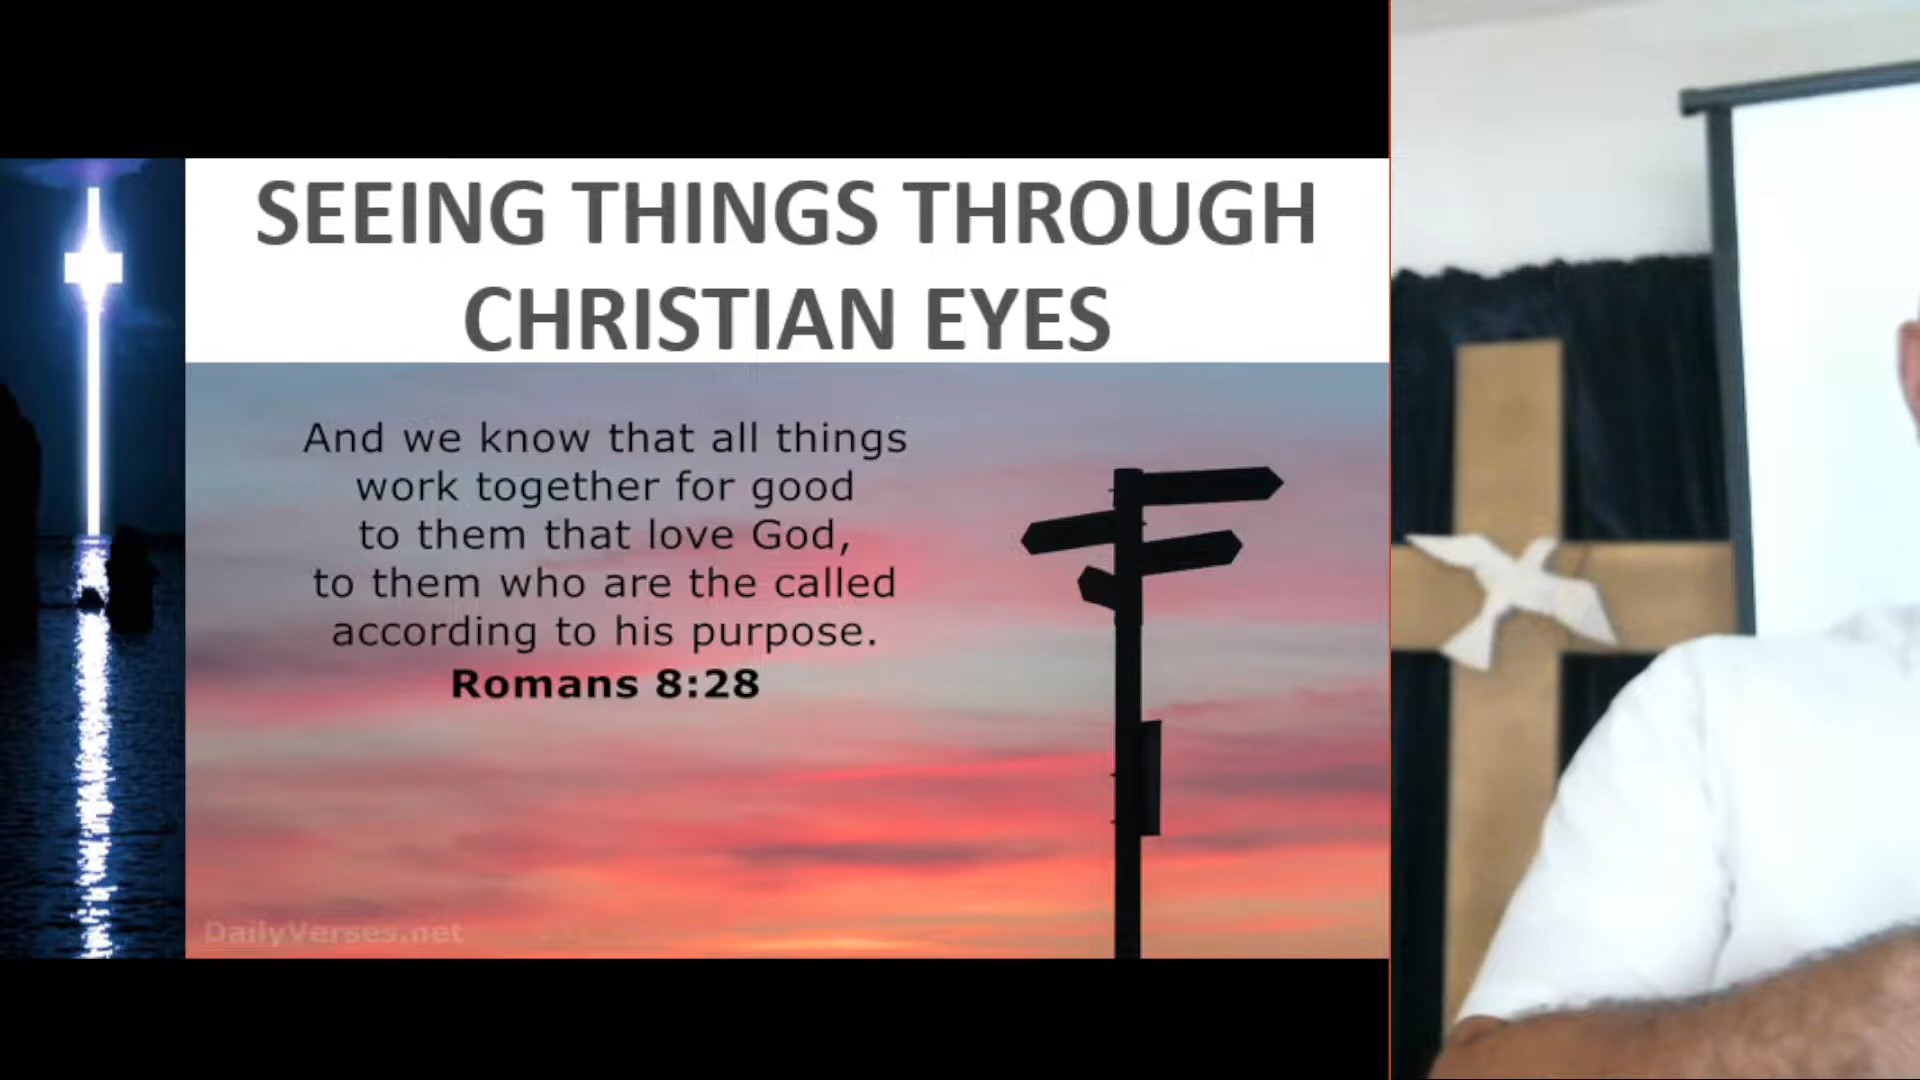 SEEING THINGS THROUGH
CHRISTIAN EYES
And we know that all things
work together for good
to them that love God,
to them who are the called
according to his purpose.
Romans 8:28
DailyVerses.net